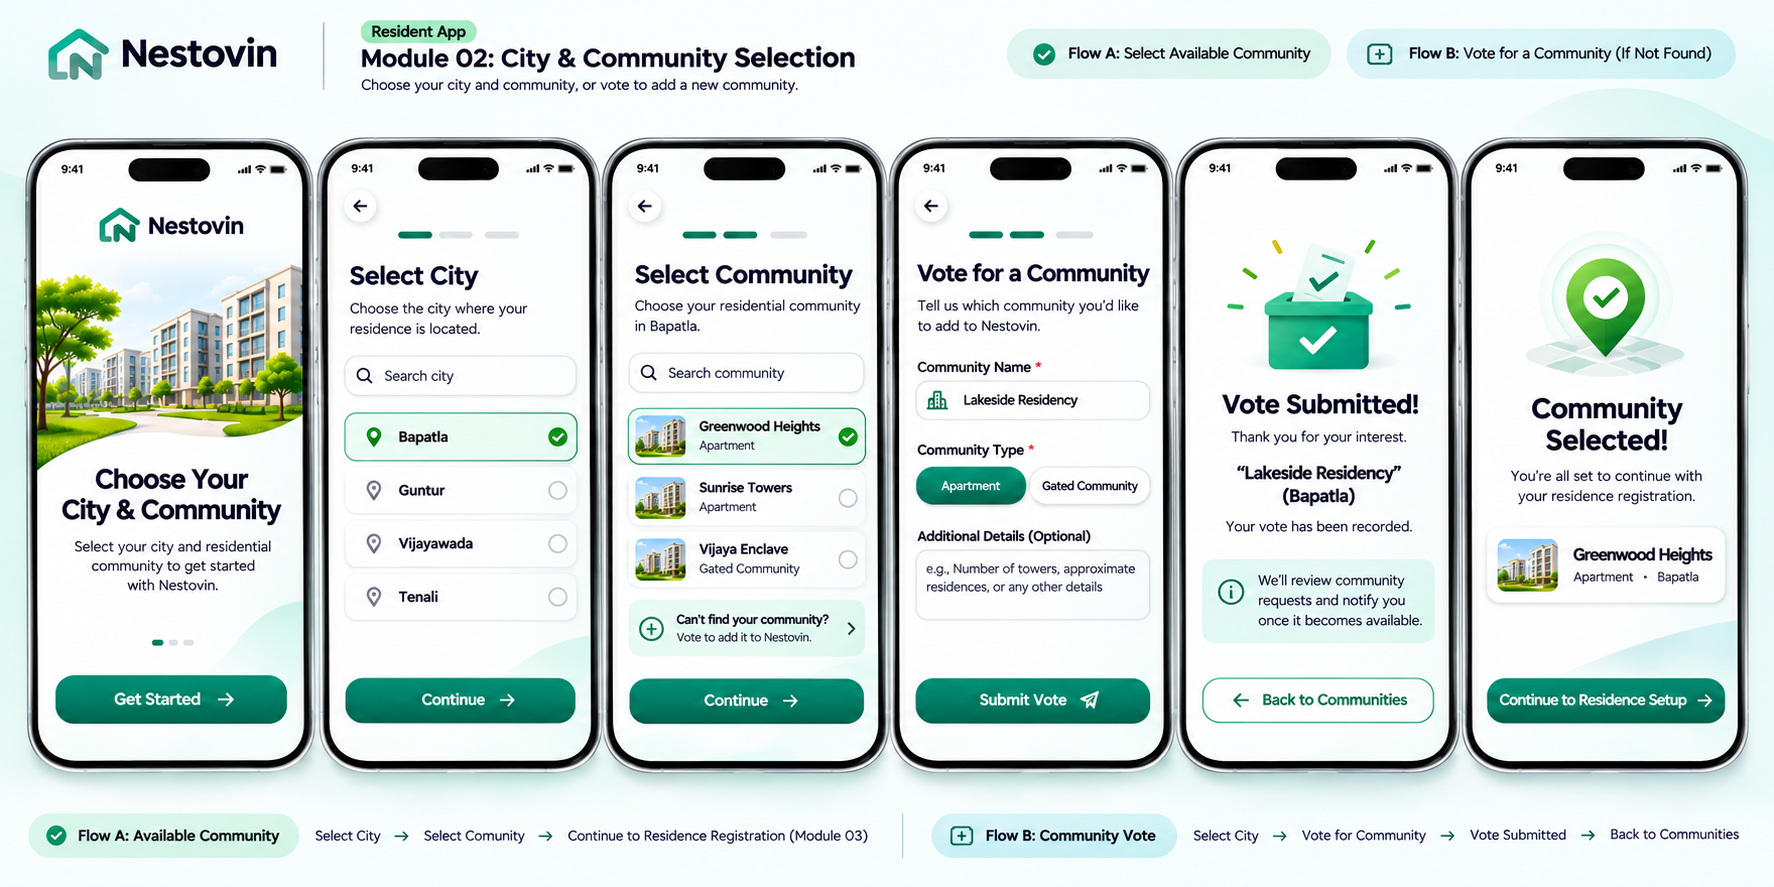 Nestovin
Resident App
Module 02: City & Community Selection
Choose your city and community, or vote to add a new community.
Flow A: Select Available Community
Flow B: Vote for a Community (If Not Found)
9:41
Nestovin
Choose Your
City & Community
Select your city and residential
community to get started
with Nestovin.
Get Started
9:41
Select City
Choose the city where your
residence is located.
Search city
Bapatla
Guntur
Vijayawada
Tenali
Continue
9:41
Select Community
Choose your residential community
in Bapatla.
Search community
Greenwood Heights
Apartment
Sunrise Towers
Apartment
Vijaya Enclave
Gated Community
Can't find your community?
Vote to add it to Nestovin.
Continue
9:41
Vote for a Community
Tell us which community you'd like
to add to Nestovin.
Community Name *
Lakeside Residency
Community Type *
Apartment
Gated Community
Additional Details (Optional)
e.g., Number of towers, approximate
residences, or any other details
Submit Vote
9:41
Vote Submitted!
Thank you for your interest.
“Lakeside Residency”
(Bapatla)
Your vote has been recorded.
We'll review community
requests and notify you
once it becomes available.
Back to Communities
9:41
Community
Selected!
You're all set to continue with
your residence registration.
Greenwood Heights
Apartment • Bapatla
Continue to Residence Setup
Flow A: Available Community
Select City → Select Comunity → Continue to Residence Registration (Module 03)
Flow B: Community Vote
Select City → Vote for Community → Vote Submitted → Back to Communities